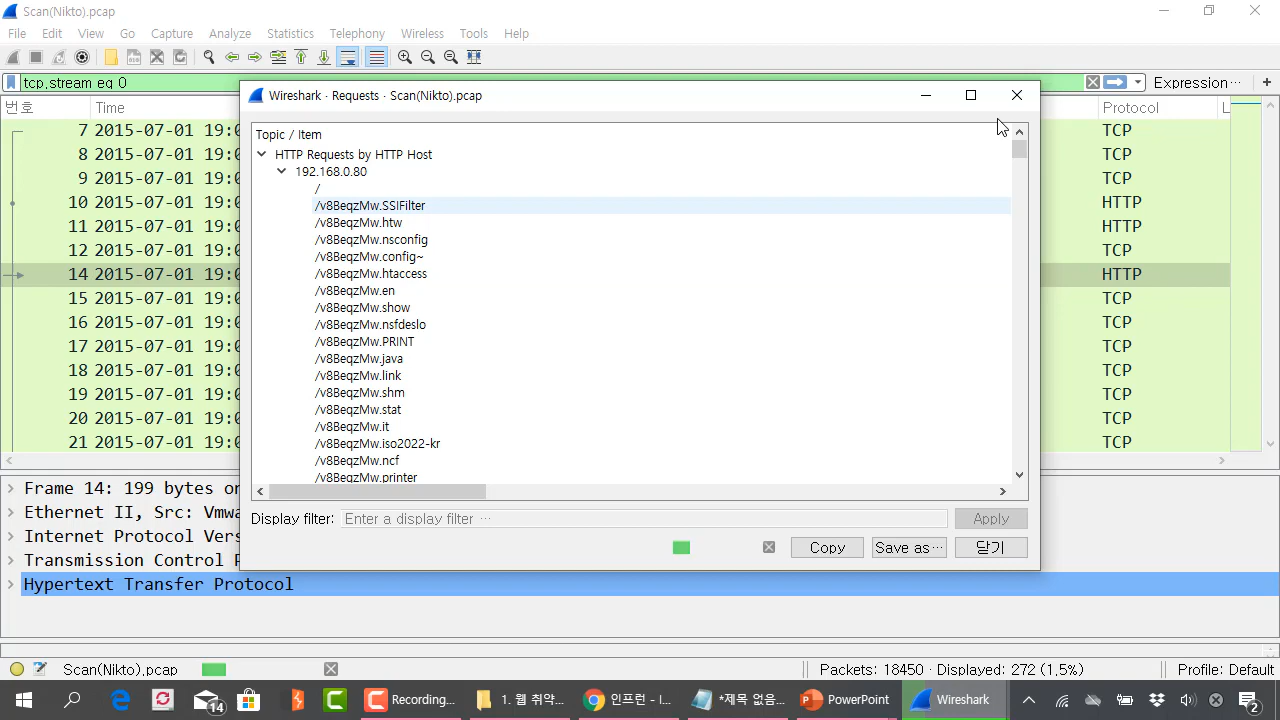 Scan(Nikto).pcap
File Edit View Go Capture Analyze Statistics Telephony Wireless Tools Help
tcp.stream eq 0
Expression…
번호 Time Protocol L
7 2015-07-01 19:0 TCP
8 2015-07-01 19:0 TCP
9 2015-07-01 19:0 TCP
10 2015-07-01 19:0 HTTP
11 2015-07-01 19:0 HTTP
12 2015-07-01 19:0 TCP
14 2015-07-01 19:0 HTTP
15 2015-07-01 19:0 TCP
16 2015-07-01 19:0 TCP
17 2015-07-01 19:0 TCP
18 2015-07-01 19:0 TCP
19 2015-07-01 19:0 TCP
20 2015-07-01 19:0 TCP
21 2015-07-01 19:0 TCP
Wireshark · Requests · Scan(Nikto).pcap
Topic / Item
HTTP Requests by HTTP Host
192.168.0.80
/
/v8BeqzMw.SSIFilter
/v8BeqzMw.htw
/v8BeqzMw.nsconfig
/v8BeqzMw.config~
/v8BeqzMw.htaccess
/v8BeqzMw.en
/v8BeqzMw.show
/v8BeqzMw.nsfdeslo
/v8BeqzMw.PRINT
/v8BeqzMw.java
/v8BeqzMw.link
/v8BeqzMw.shm
/v8BeqzMw.stat
/v8BeqzMw.it
/v8BeqzMw.iso2022-kr
/v8BeqzMw.ncf
/v8BeqzMw.printer
Display filter: Enter a display filter … Apply
Copy Save as… 닫기
Frame 14: 199 bytes on
Ethernet II, Src: Vmwa
Internet Protocol Vers
Transmission Control P
Hypertext Transfer Protocol
Scan(Nikto).pcap Packets: 18450 · Displayed: 272 (1.5%) Profile: Default
14 Recording... 1. 웹 취약... 인프런 - I... *제목 없음... PowerPoint Wireshark 2